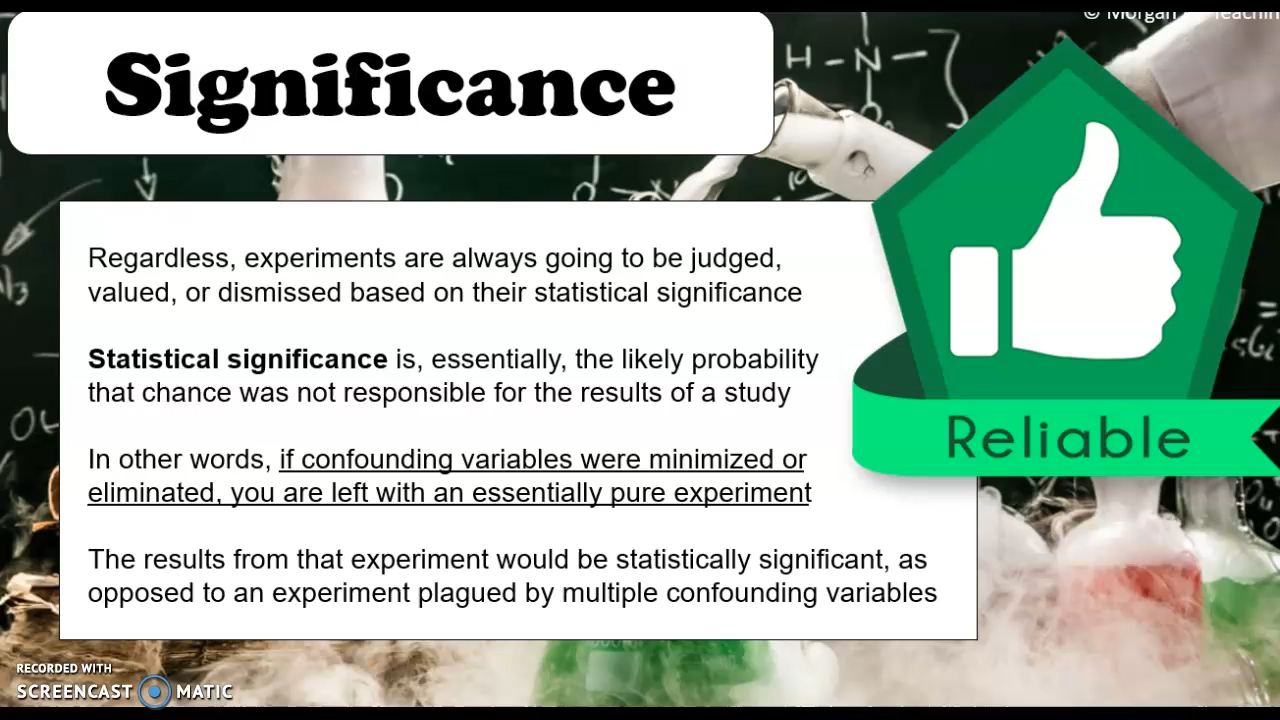 © Morgan
Significance
H-N-
Regardless, experiments are always going to be judged,
valued, or dismissed based on their statistical significance
Statistical significance is, essentially, the likely probability
that chance was not responsible for the results of a study
In other words, if confounding variables were minimized or
eliminated, you are left with an essentially pure experiment
The results from that experiment would be statistically significant, as
opposed to an experiment plagued by multiple confounding variables
Reliable
RECORDED WITH
SCREENCAST MATIC